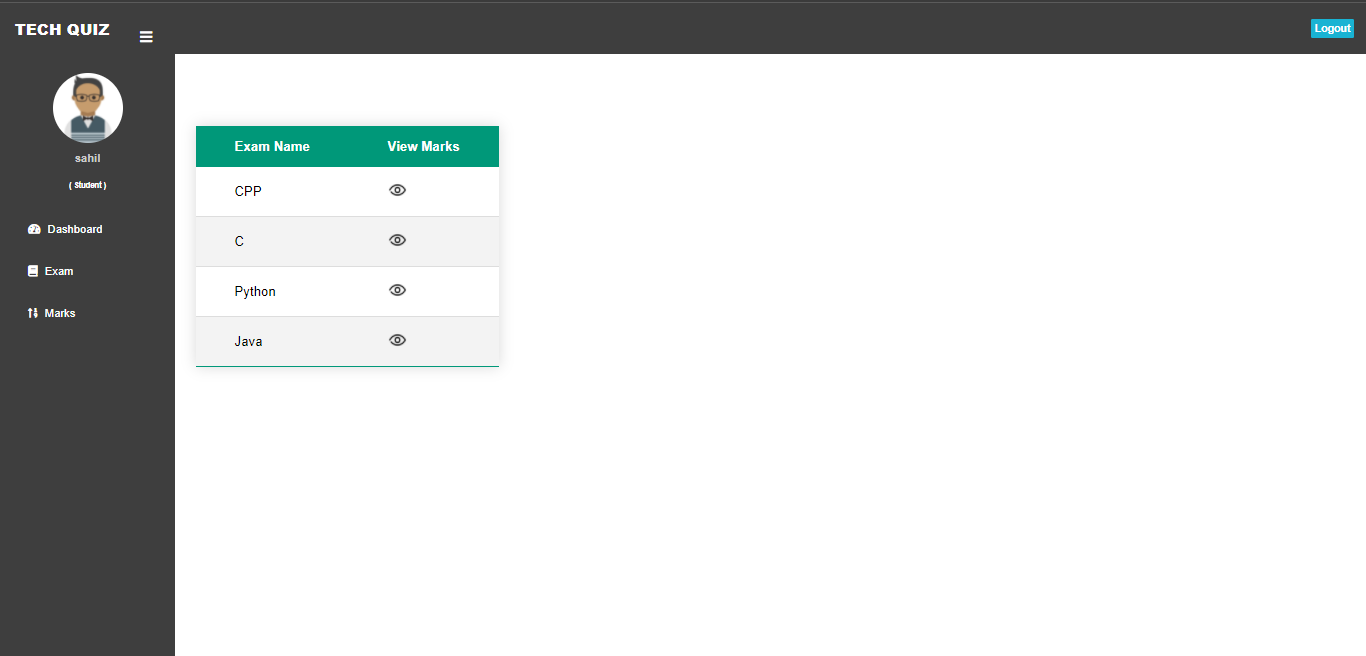 TECH QUIZ
Logout
sahil
( Student )
Dashboard
Exam
Marks
Exam Name View Marks
CPP
C
Python
Java